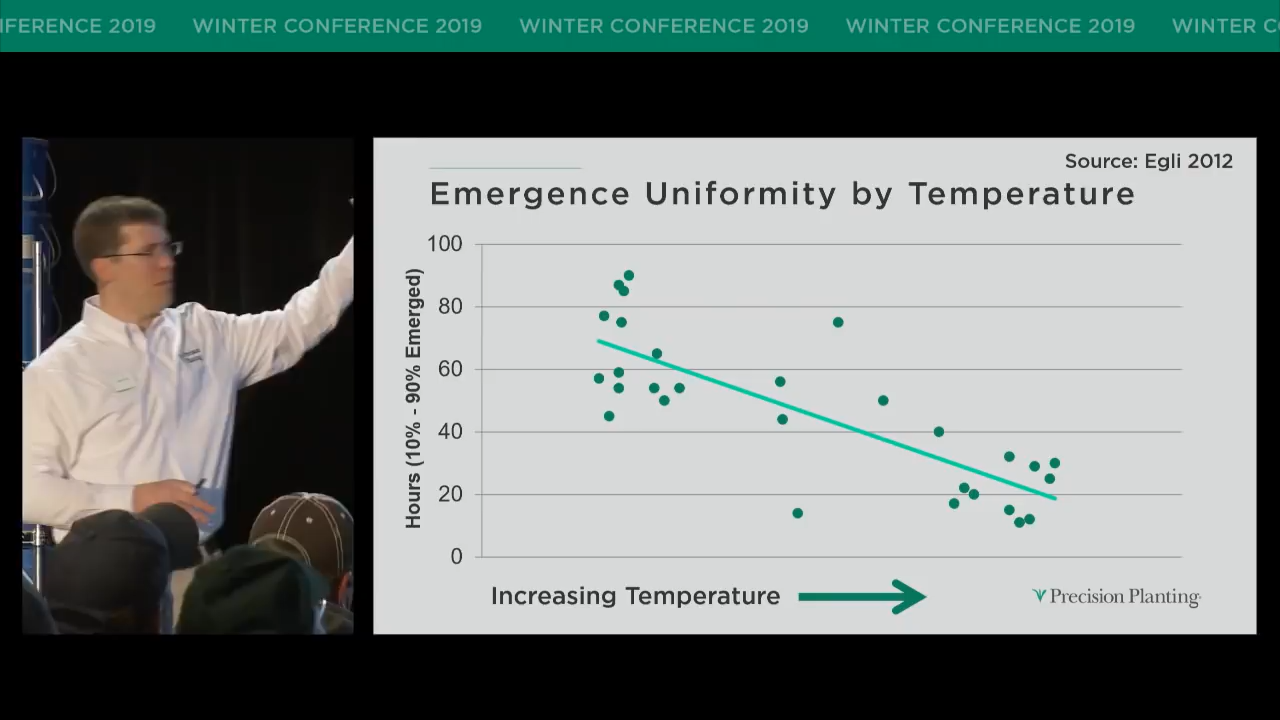 NFERENCE 2019 WINTER CONFERENCE 2019 WINTER CONFERENCE 2019 WINTER CONFERENCE 2019 WINTER C
Source: Egli 2012
Emergence Uniformity by Temperature
Hours (10% - 90% Emerged)
100
80
60
40
20
0
Increasing Temperature
Precision Planting